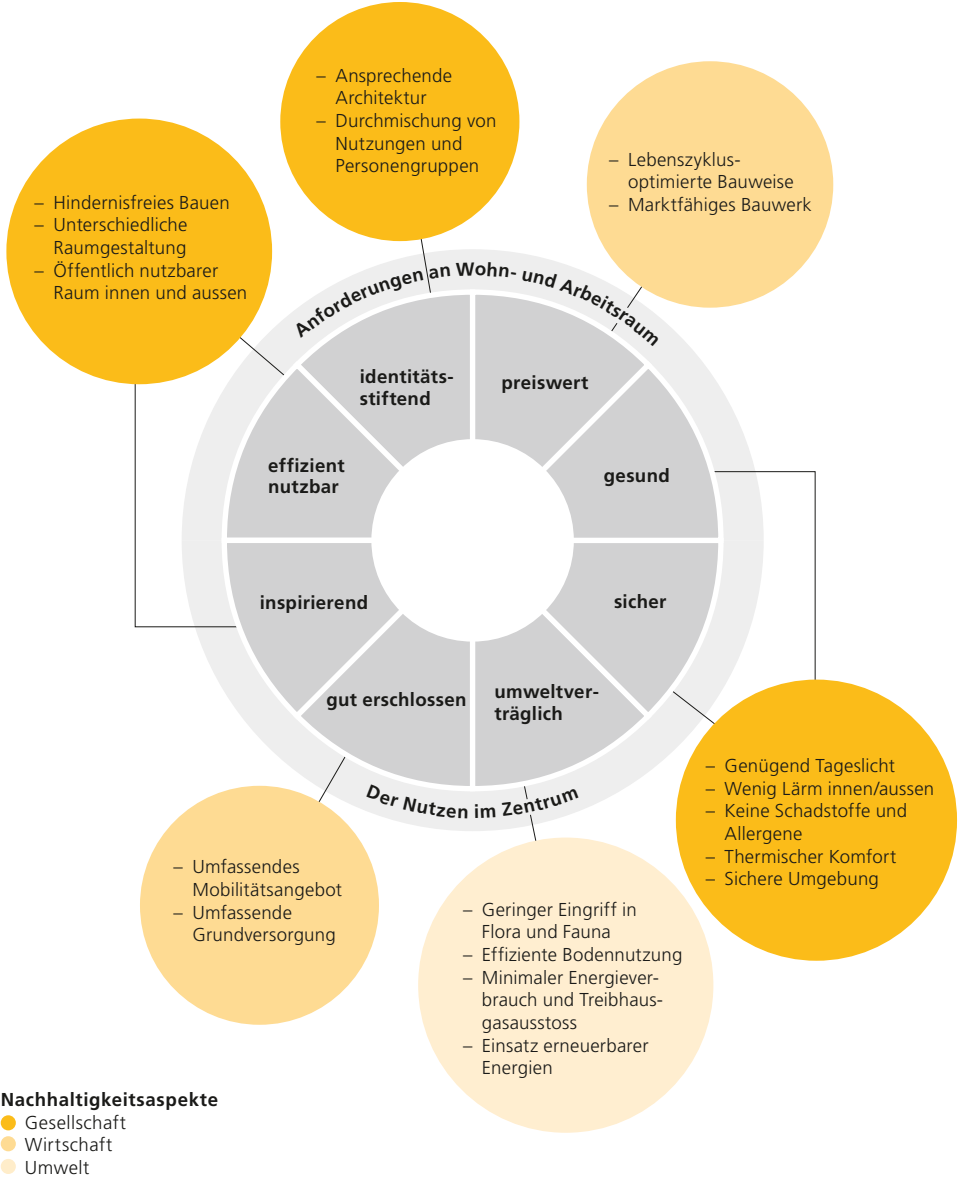 – Ansprechende
Architektur
– Durchmischung von
Nutzungen und
Personengruppen
– Lebenszyklus-
optimierte Bauweise
– Marktfähiges Bauwerk
– Hindernisfreies Bauen
– Unterschiedliche
Raumgestaltung
– Öffentlich nutzbarer
Raum innen und aussen
Anforderungen an Wohn- und Arbeitsraum
identitäts-
stiftend
preiswert
effizient
nutzbar
gesund
inspirierend
sicher
gut erschlossen
umweltver-
träglich
Der Nutzen im Zentrum
– Genügend Tageslicht
– Wenig Lärm innen/aussen
– Keine Schadstoffe und
Allergene
– Thermischer Komfort
– Sichere Umgebung
– Umfassendes
Mobilitätsangebot
– Umfassende
Grundversorgung
– Geringer Eingriff in
Flora und Fauna
– Effiziente Bodennutzung
– Minimaler Energiever-
brauch und Treibhaus-
gasausstoss
– Einsatz erneuerbarer
Energien
Nachhaltigkeitsaspekte
Gesellschaft
Wirtschaft
Umwelt